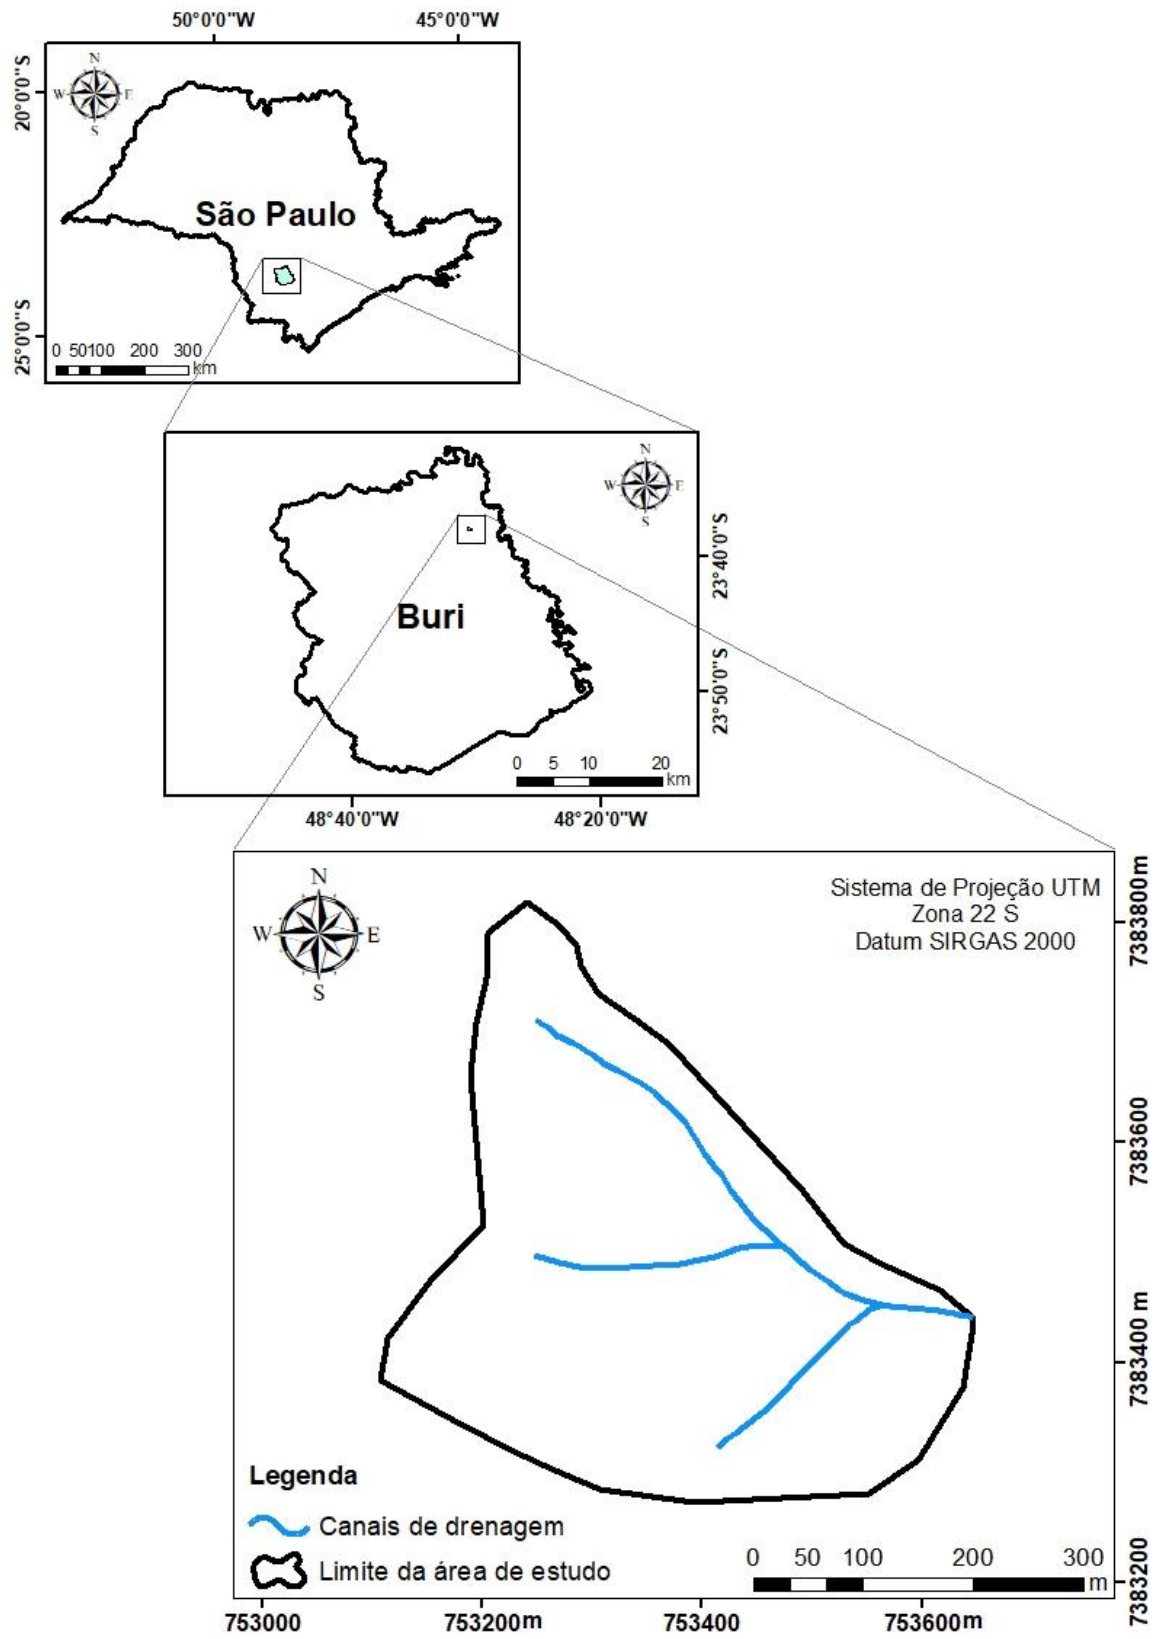 50°0'0"W 45°0'0"W
20°0'0"S
N
W E
S
São Paulo
25°0'0"S
0 50100 200 300
km
N
W E
S
23°40'0"S
Buri
23°50'0"S
0 5 10 20
km
48°40'0"W 48°20'0"W
N
W E
S
Sistema de Projeção UTM
Zona 22 S
Datum SIRGAS 2000
7383800m
7383600
7383400 m
7383200
Legenda
Canais de drenagem
Limite da área de estudo
0 50 100 200 300
m
753000 753200m 753400 753600m